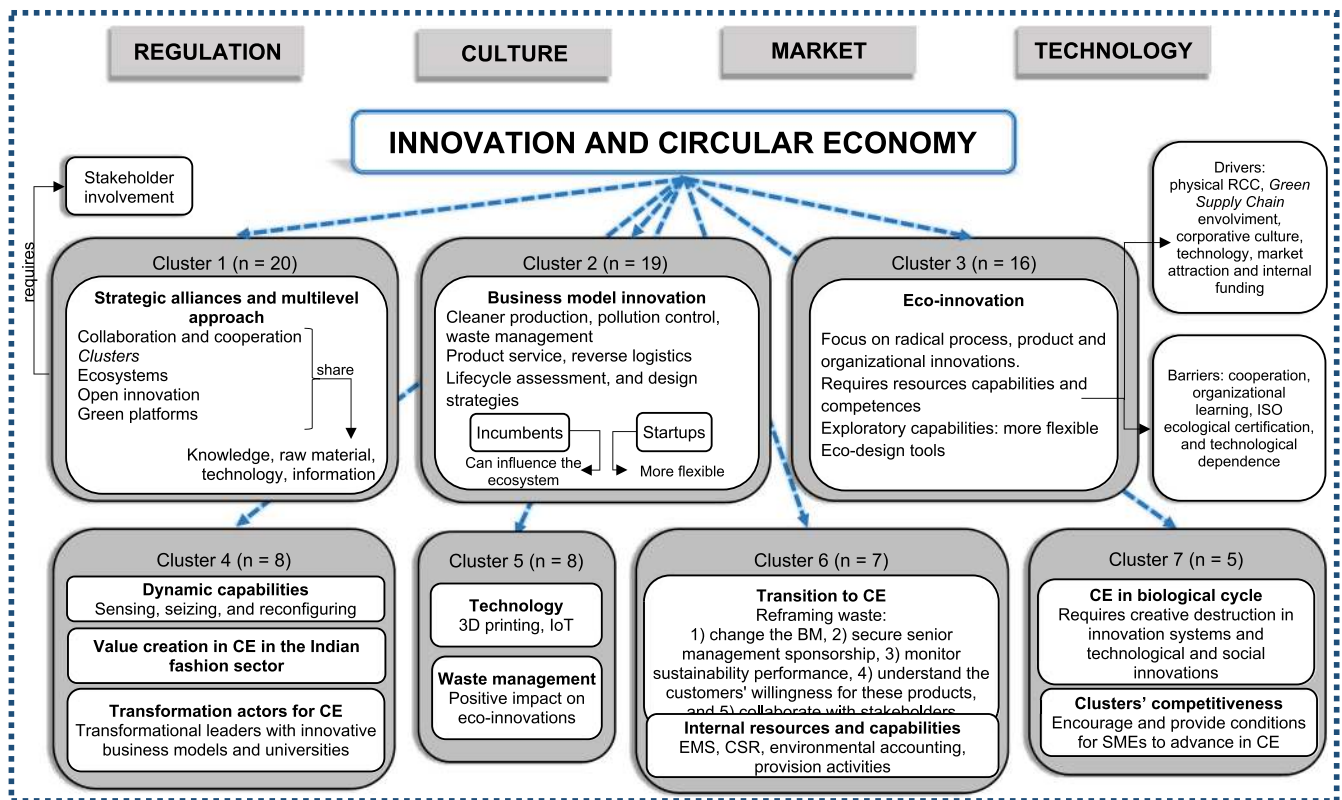 REGULATION
CULTURE
MARKET
TECHNOLOGY
INNOVATION AND CIRCULAR ECONOMY
Stakeholder
involvement
requires
Cluster 1 (n = 20)
Strategic alliances and multilevel
approach
Collaboration and cooperation
Clusters
Ecosystems
Open innovation
Green platforms
share
Knowledge, raw material,
technology, information
Cluster 2 (n = 19)
Business model innovation
Cleaner production, pollution control,
waste management
Product service, reverse logistics
Lifecycle assessment, and design
strategies
Incumbents
Can influence the
ecosystem
Startups
More flexible
Cluster 3 (n = 16)
Eco-innovation
Focus on radical process, product and
organizational innovations.
Requires resources capabilities and
competences
Exploratory capabilities: more flexible
Eco-design tools
Drivers:
physical RCC, Green
Supply Chain
envolviment,
corporative culture,
technology, market
attraction and internal
funding
Barriers: cooperation,
organizational
learning, ISO
ecological certification,
and technological
dependence
Cluster 4 (n = 8)
Dynamic capabilities
Sensing, seizing, and reconfiguring
Value creation in CE in the Indian
fashion sector
Transformation actors for CE
Transformational leaders with innovative
business models and universities
Cluster 5 (n = 8)
Technology
3D printing, IoT
Waste management
Positive impact on
eco-innovations
Cluster 6 (n = 7)
Transition to CE
Reframing waste:
1) change the BM, 2) secure senior
management sponsorship, 3) monitor
sustainability performance, 4) understand the
customers' willingness for these products,
and 5) collaborate with stakeholders
Internal resources and capabilities
EMS, CSR, environmental accounting,
provision activities
Cluster 7 (n = 5)
CE in biological cycle
Requires creative destruction in
innovation systems and
technological and social
innovations
Clusters' competitiveness
Encourage and provide conditions
for SMEs to advance in CE